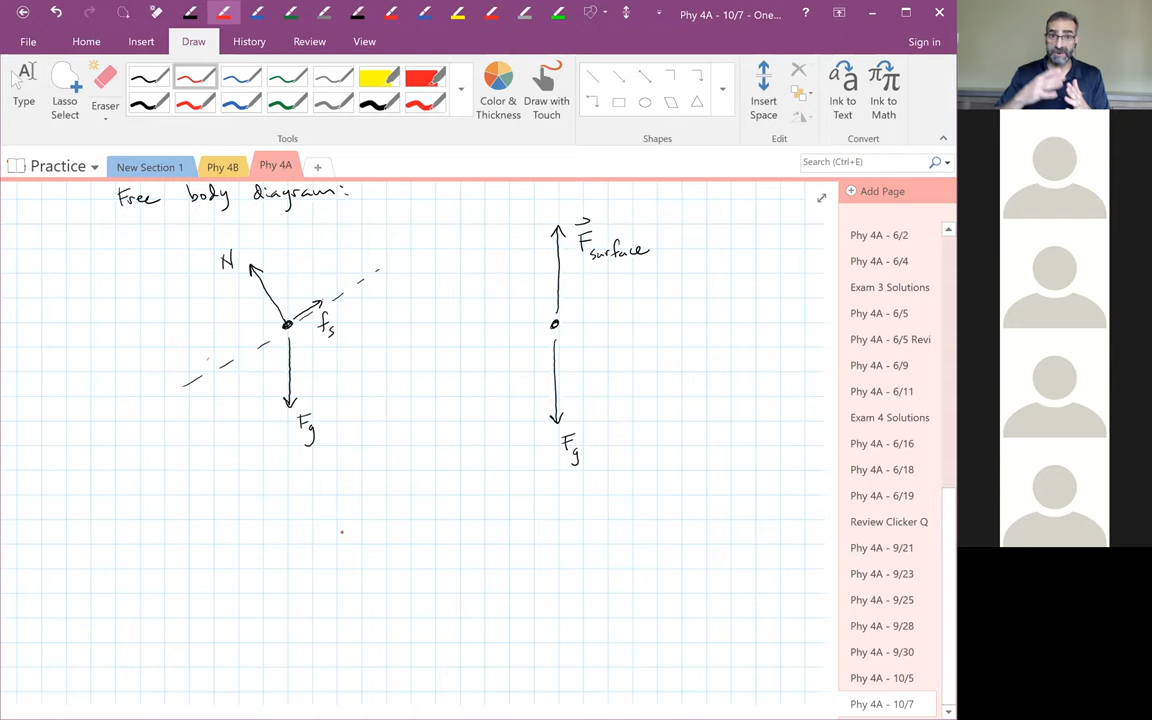 Phy 4A - 10/7 - One...
File
Home
Insert
Draw
History
Review
View
Sign in
Type
Lasso
Select
Eraser
Color &
Thickness
Draw with
Touch
Insert
Space
Ink to
Text
Ink to
Math
Tools
Shapes
Edit
Convert
Practice
New Section 1
Phy 4B
Phy 4A
Search (Ctrl+E)
Add Page
Phy 4A - 6/2
Phy 4A - 6/4
Exam 3 Solutions
Phy 4A - 6/5
Phy 4A - 6/5 Revi
Phy 4A - 6/9
Phy 4A - 6/11
Exam 4 Solutions
Phy 4A - 6/16
Phy 4A - 6/18
Phy 4A - 6/19
Review Clicker Q
Phy 4A - 9/21
Phy 4A - 9/23
Phy 4A - 9/25
Phy 4A - 9/28
Phy 4A - 9/30
Phy 4A - 10/5
Phy 4A - 10/7
Free body diagram:
N
fs
Fg
F surface
Fg